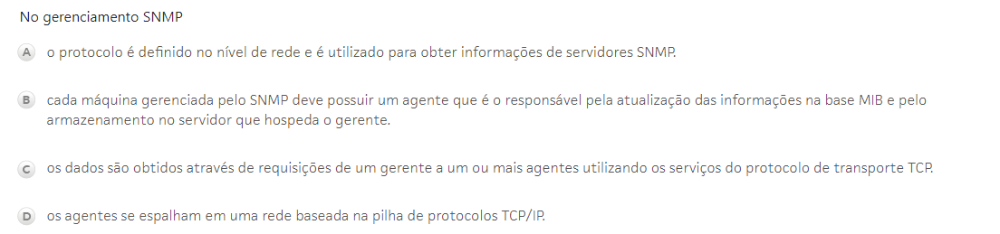 No gerenciamento SNMP
A o protocolo é definido no nível de rede e é utilizado para obter informações de servidores SNMP.
B cada máquina gerenciada pelo SNMP deve possuir um agente que é o responsável pela atualização das informações na base MIB e pelo
armazenamento no servidor que hospeda o gerente.
C os dados são obtidos através de requisições de um gerente a um ou mais agentes utilizando os serviços do protocolo de transporte TCP.
D os agentes se espalham em uma rede baseada na pilha de protocolos TCP/IP.